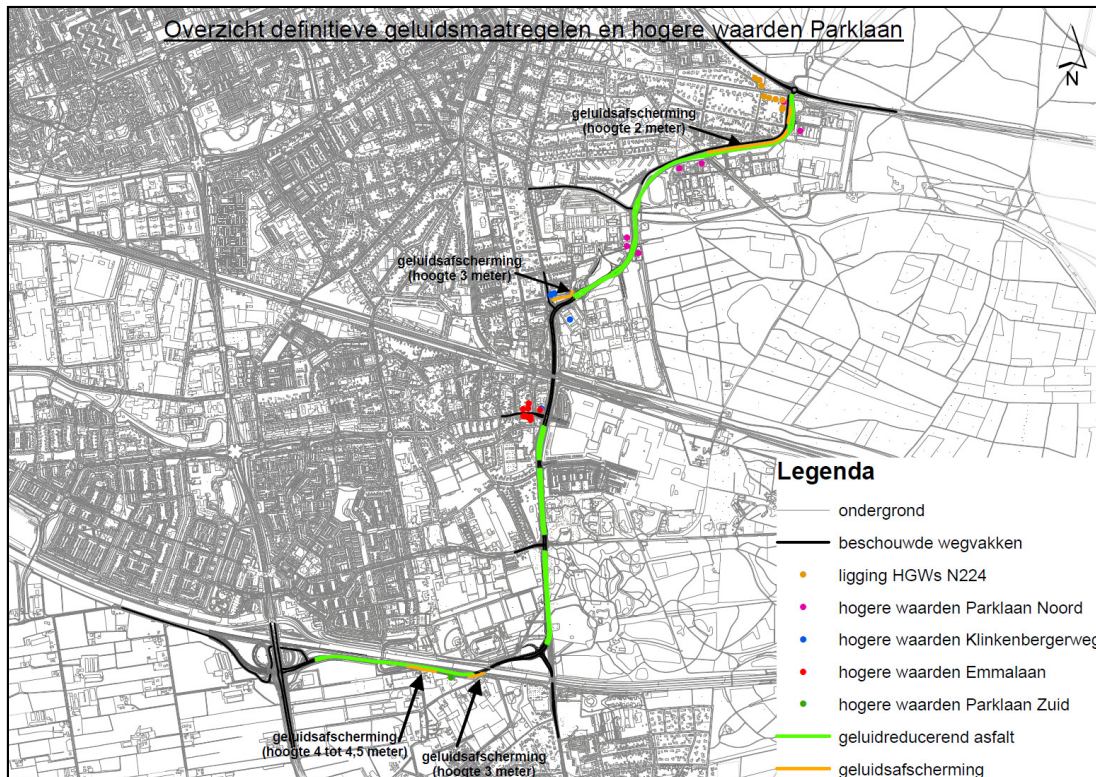 Overzicht definitieve geluidsmaatregelen en hogere waarden Parklaan
N
geluidsafscherming
(hoogte 2 meter)
geluidsafscherming
(hoogte 3 meter)
Legenda
ondergrond
beschouwde wegvakken
ligging HGWs N224
hogere waarden Parklaan Noord
hogere waarden Klinkenbergerweg
hogere waarden Emmalaan
hogere waarden Parklaan Zuid
geluidreducerend asfalt
geluidsafscherming
geluidsafscherming
(hoogte 4 tot 4,5 meter)
geluidsafscherming
(hoogte 3 meter)